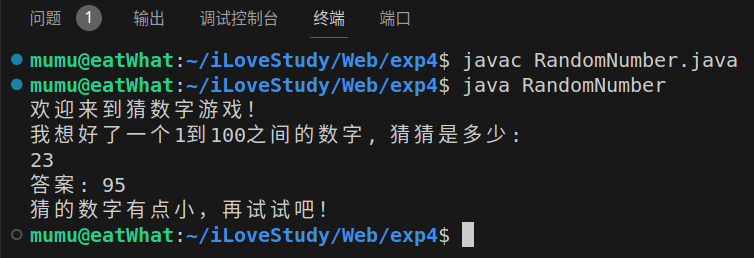 问题 1 输出 调试控制台 终端 端口
mumu@eatWhat:~/iLoveStudy/Web/exp4$ javac RandomNumber.java
mumu@eatWhat:~/iLoveStudy/Web/exp4$ java RandomNumber
欢迎来到猜数字游戏！
我想好了一个1到100之间的数字，猜猜是多少：
23
答案：95
猜的数字有点小，再试试吧！
mumu@eatWhat:~/iLoveStudy/Web/exp4$